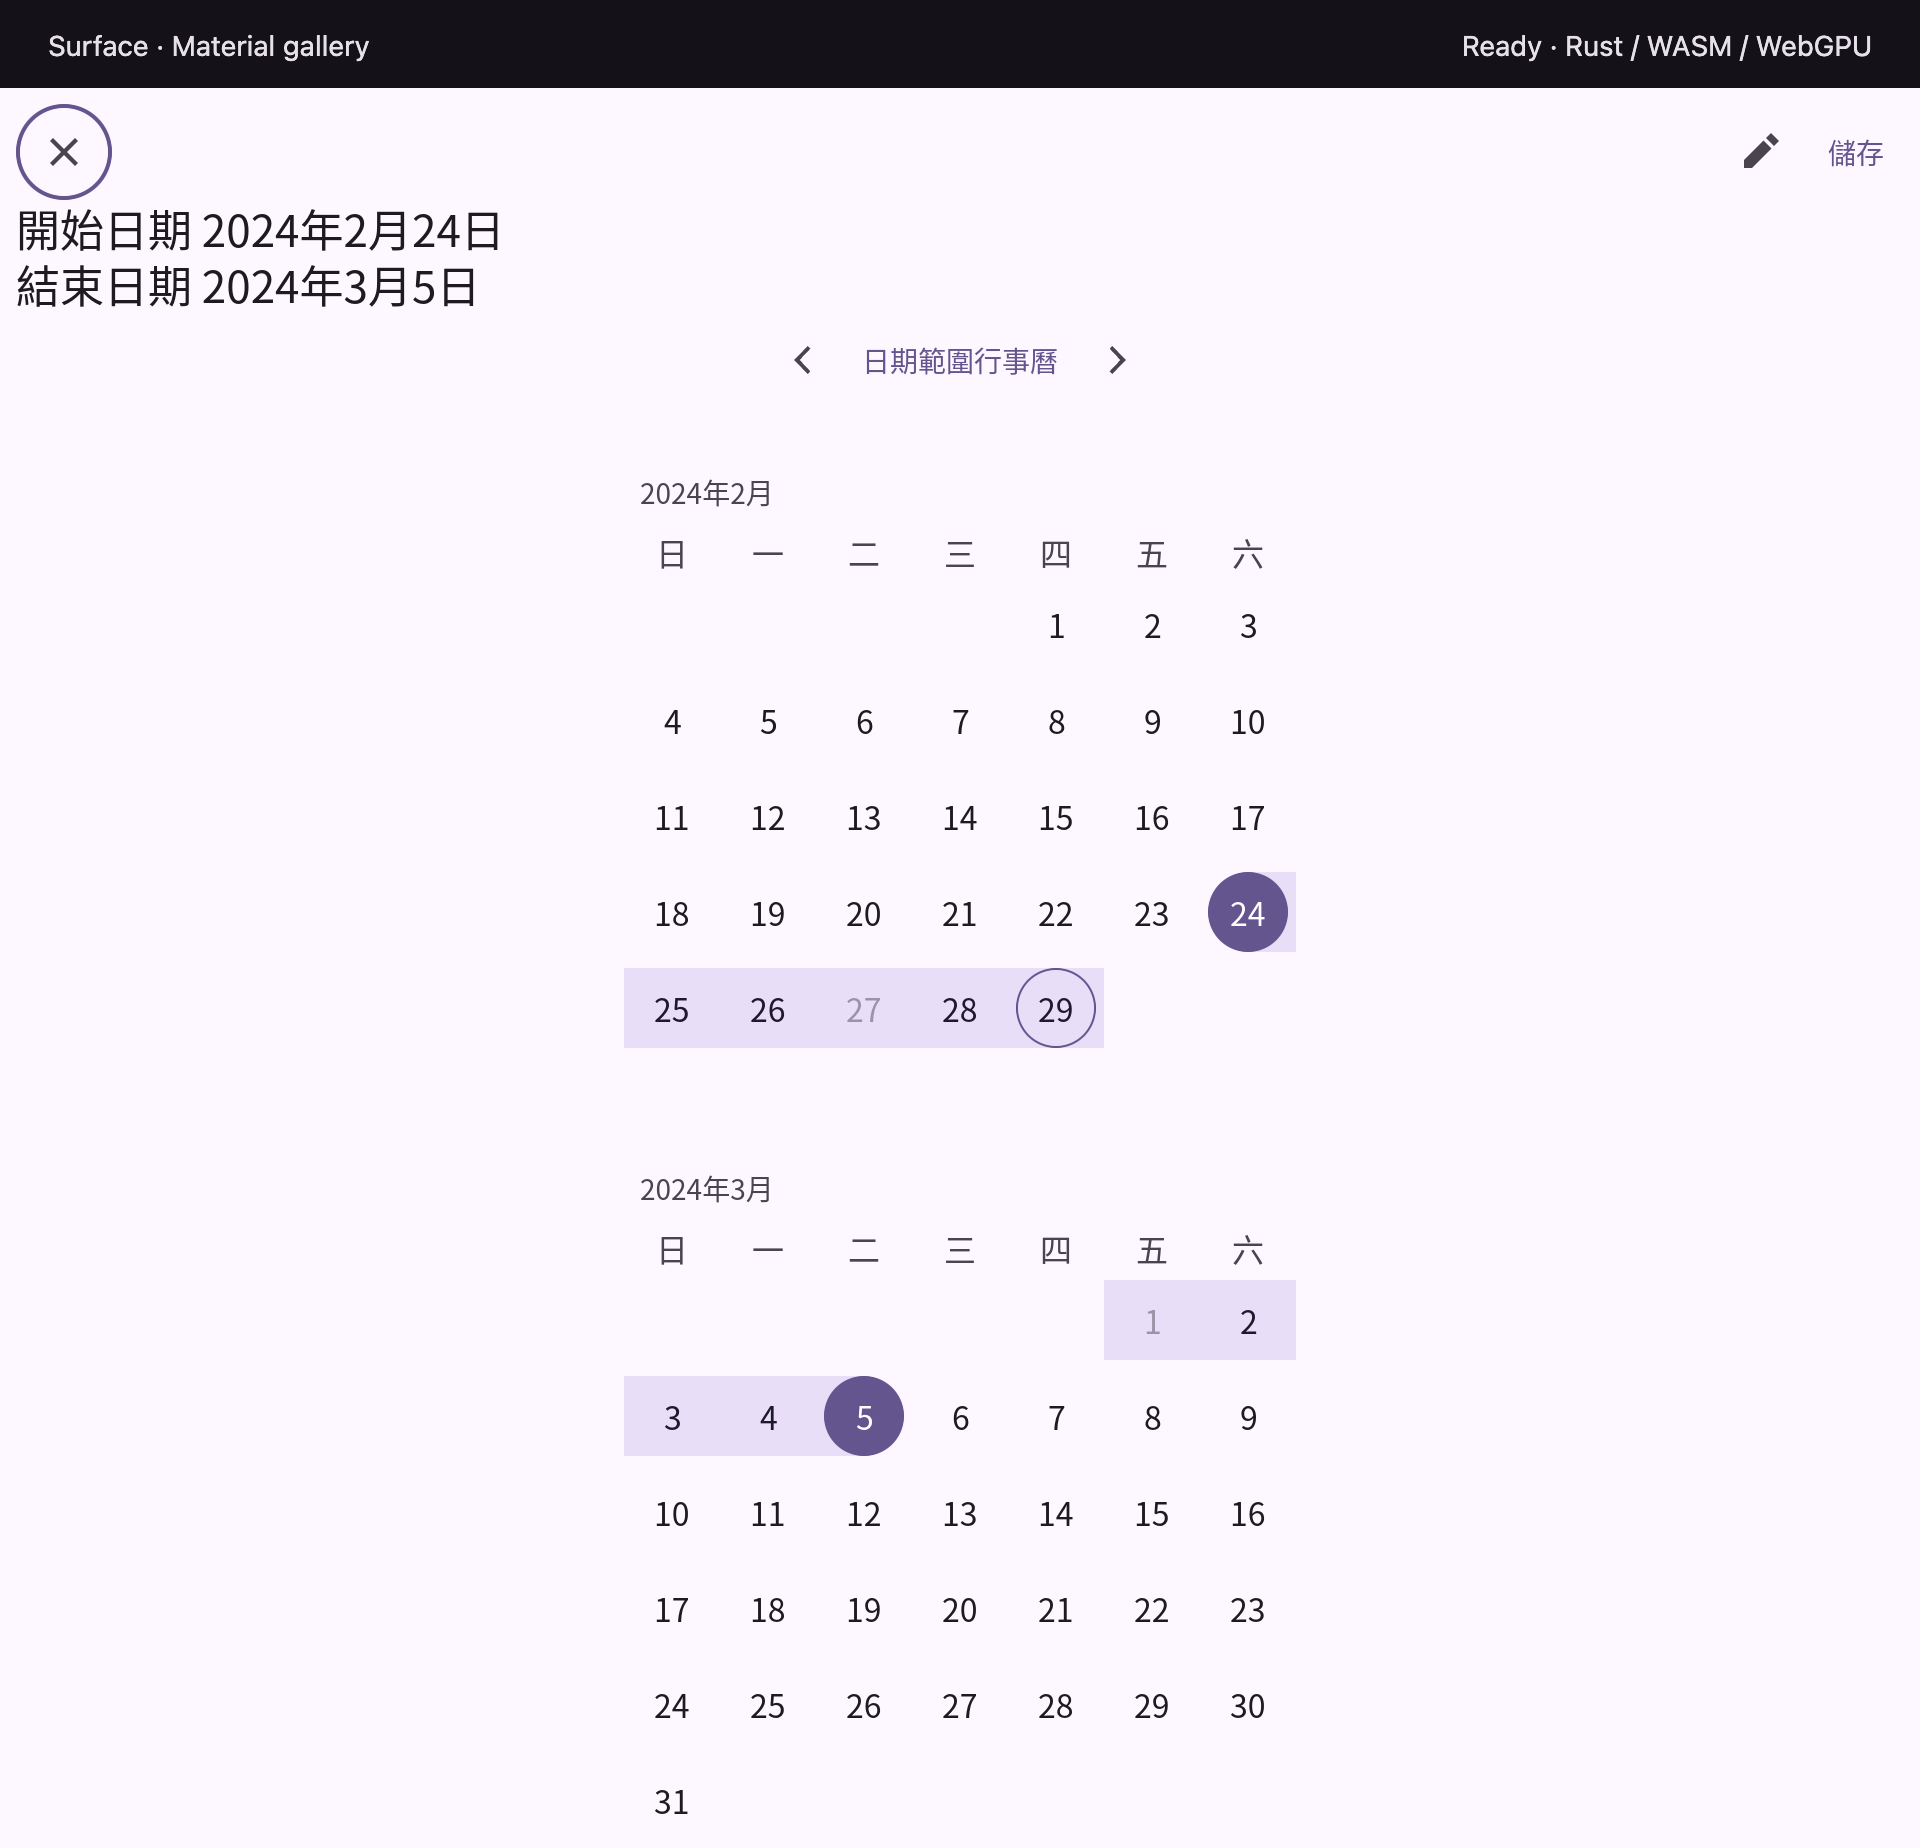 Surface · Material gallery
Ready · Rust / WASM / WebGPU
儲存
開始日期 2024年2月24日
結束日期 2024年3月5日
日期範圍行事曆
2024年2月
日 一 二 三 四 五 六
1 2 3
4 5 6 7 8 9 10
11 12 13 14 15 16 17
18 19 20 21 22 23 24
25 26 27 28 29
2024年3月
日 一 二 三 四 五 六
1 2
3 4 5 6 7 8 9
10 11 12 13 14 15 16
17 18 19 20 21 22 23
24 25 26 27 28 29 30
31